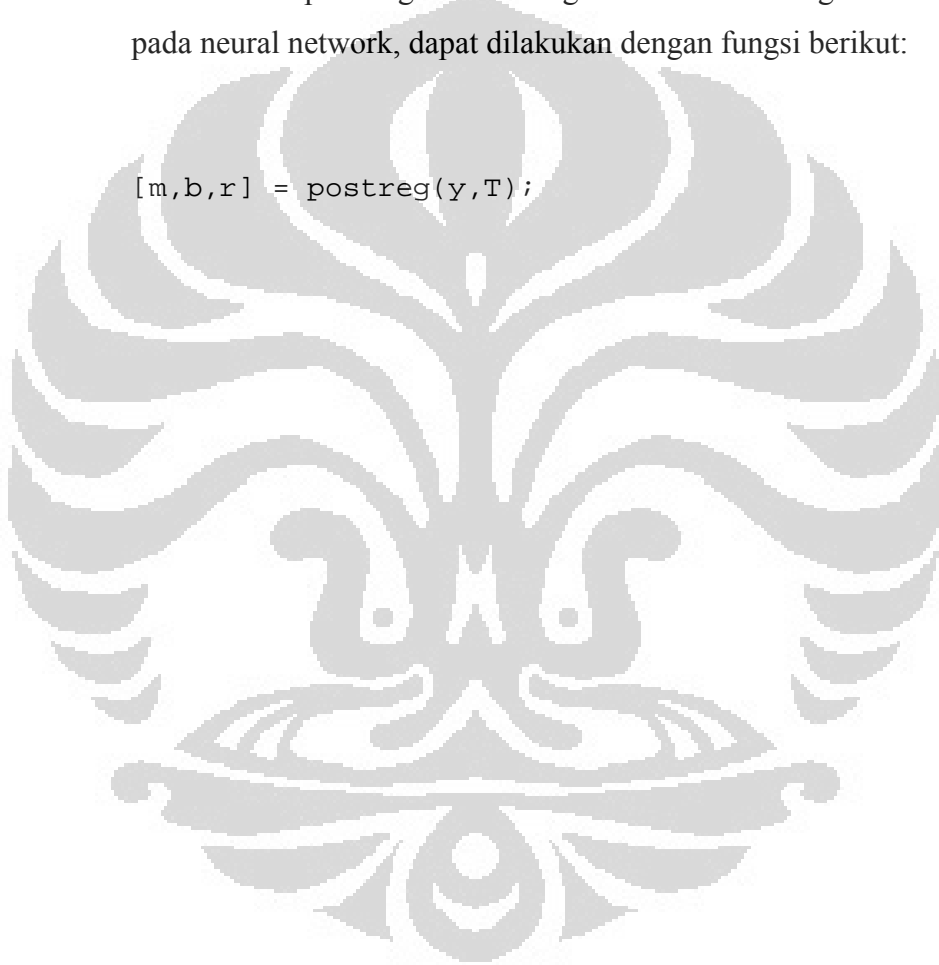 pada neural network, dapat dilakukan dengan fungsi berikut:
[m,b,r] = postreg(y,T);